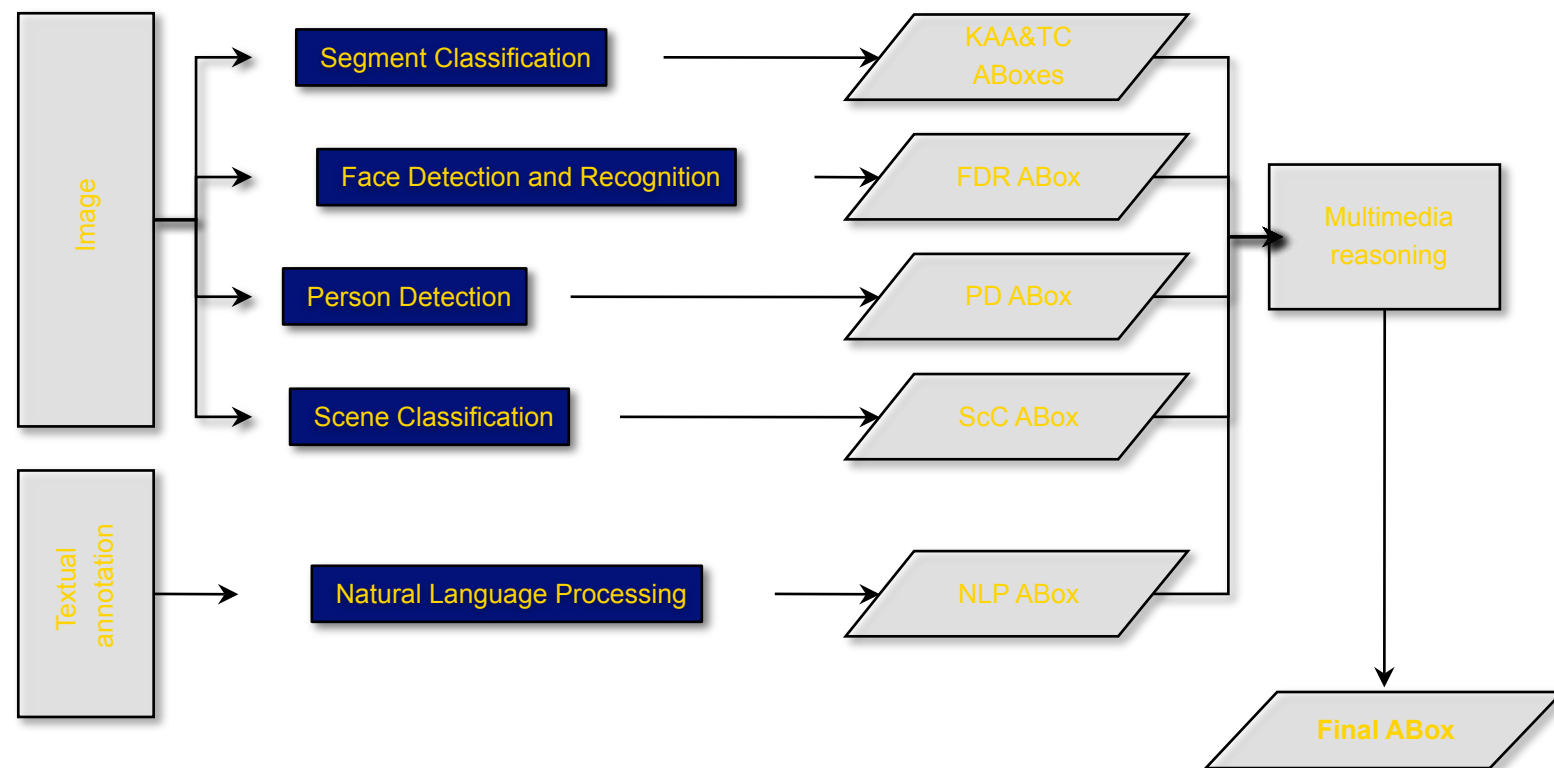 Image
Segment Classification
KAA&TC
ABoxes
Face Detection and Recognition
FDR ABox
Multimedia
reasoning
Person Detection
PD ABox
Scene Classification
ScC ABox
Textual
annotation
Natural Language Processing
NLP ABox
Final ABox